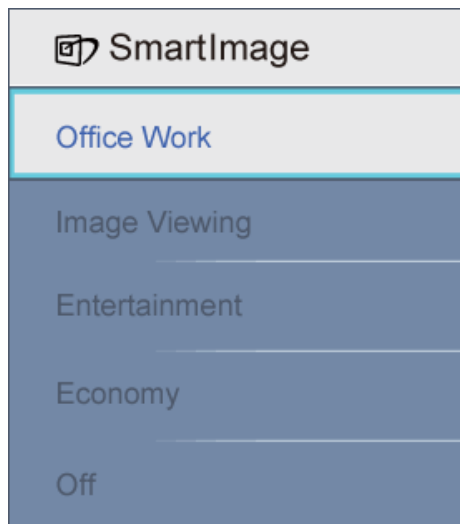 SmartImage
Office Work
Image Viewing
Entertainment
Economy
Off